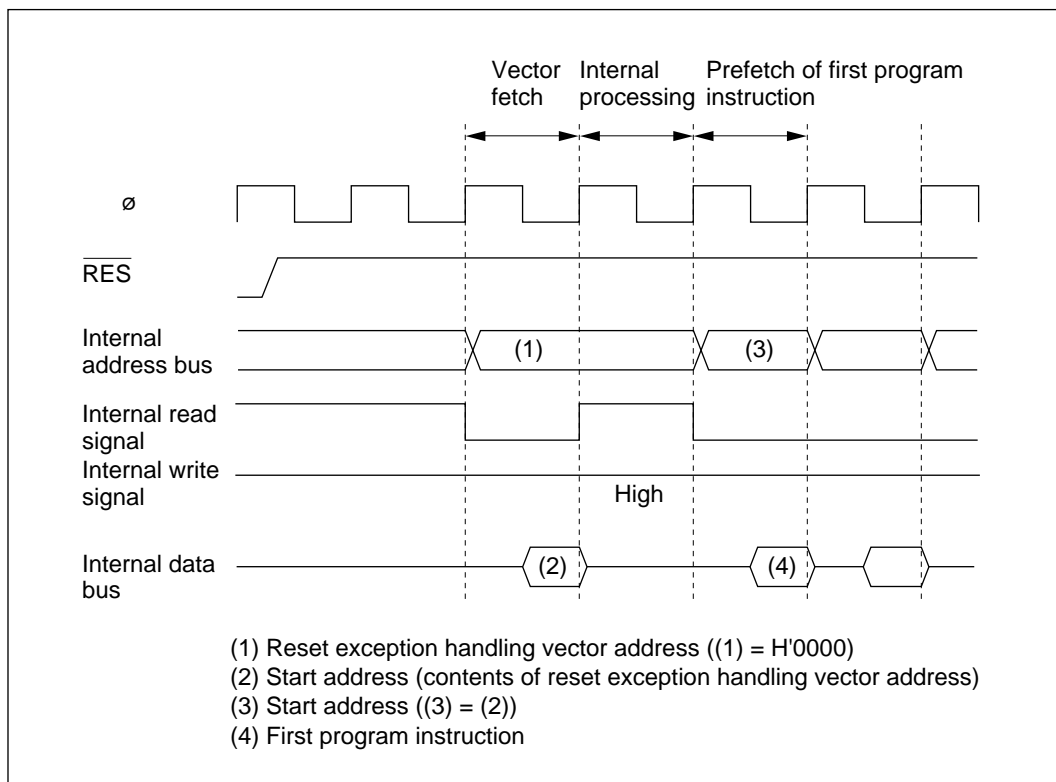 Vector fetch
Internal processing
Prefetch of first program instruction
ø
RES
Internal address bus
(1)
(3)
Internal read signal
Internal write signal
High
Internal data bus
(2)
(4)
(1) Reset exception handling vector address ((1) = H'0000)
(2) Start address (contents of reset exception handling vector address)
(3) Start address ((3) = (2))
(4) First program instruction